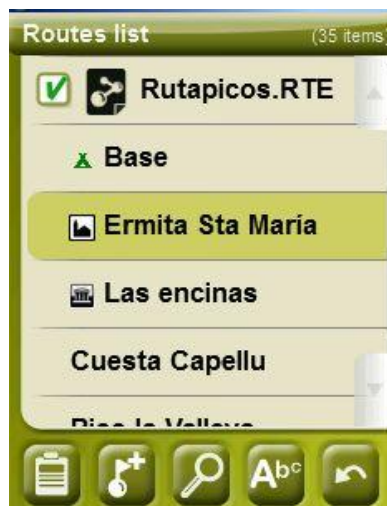 Routes list (35 items)
Rutapicos.RTE
Base
Ermita Sta María
Las encinas
Cuesta Capellu
Abc